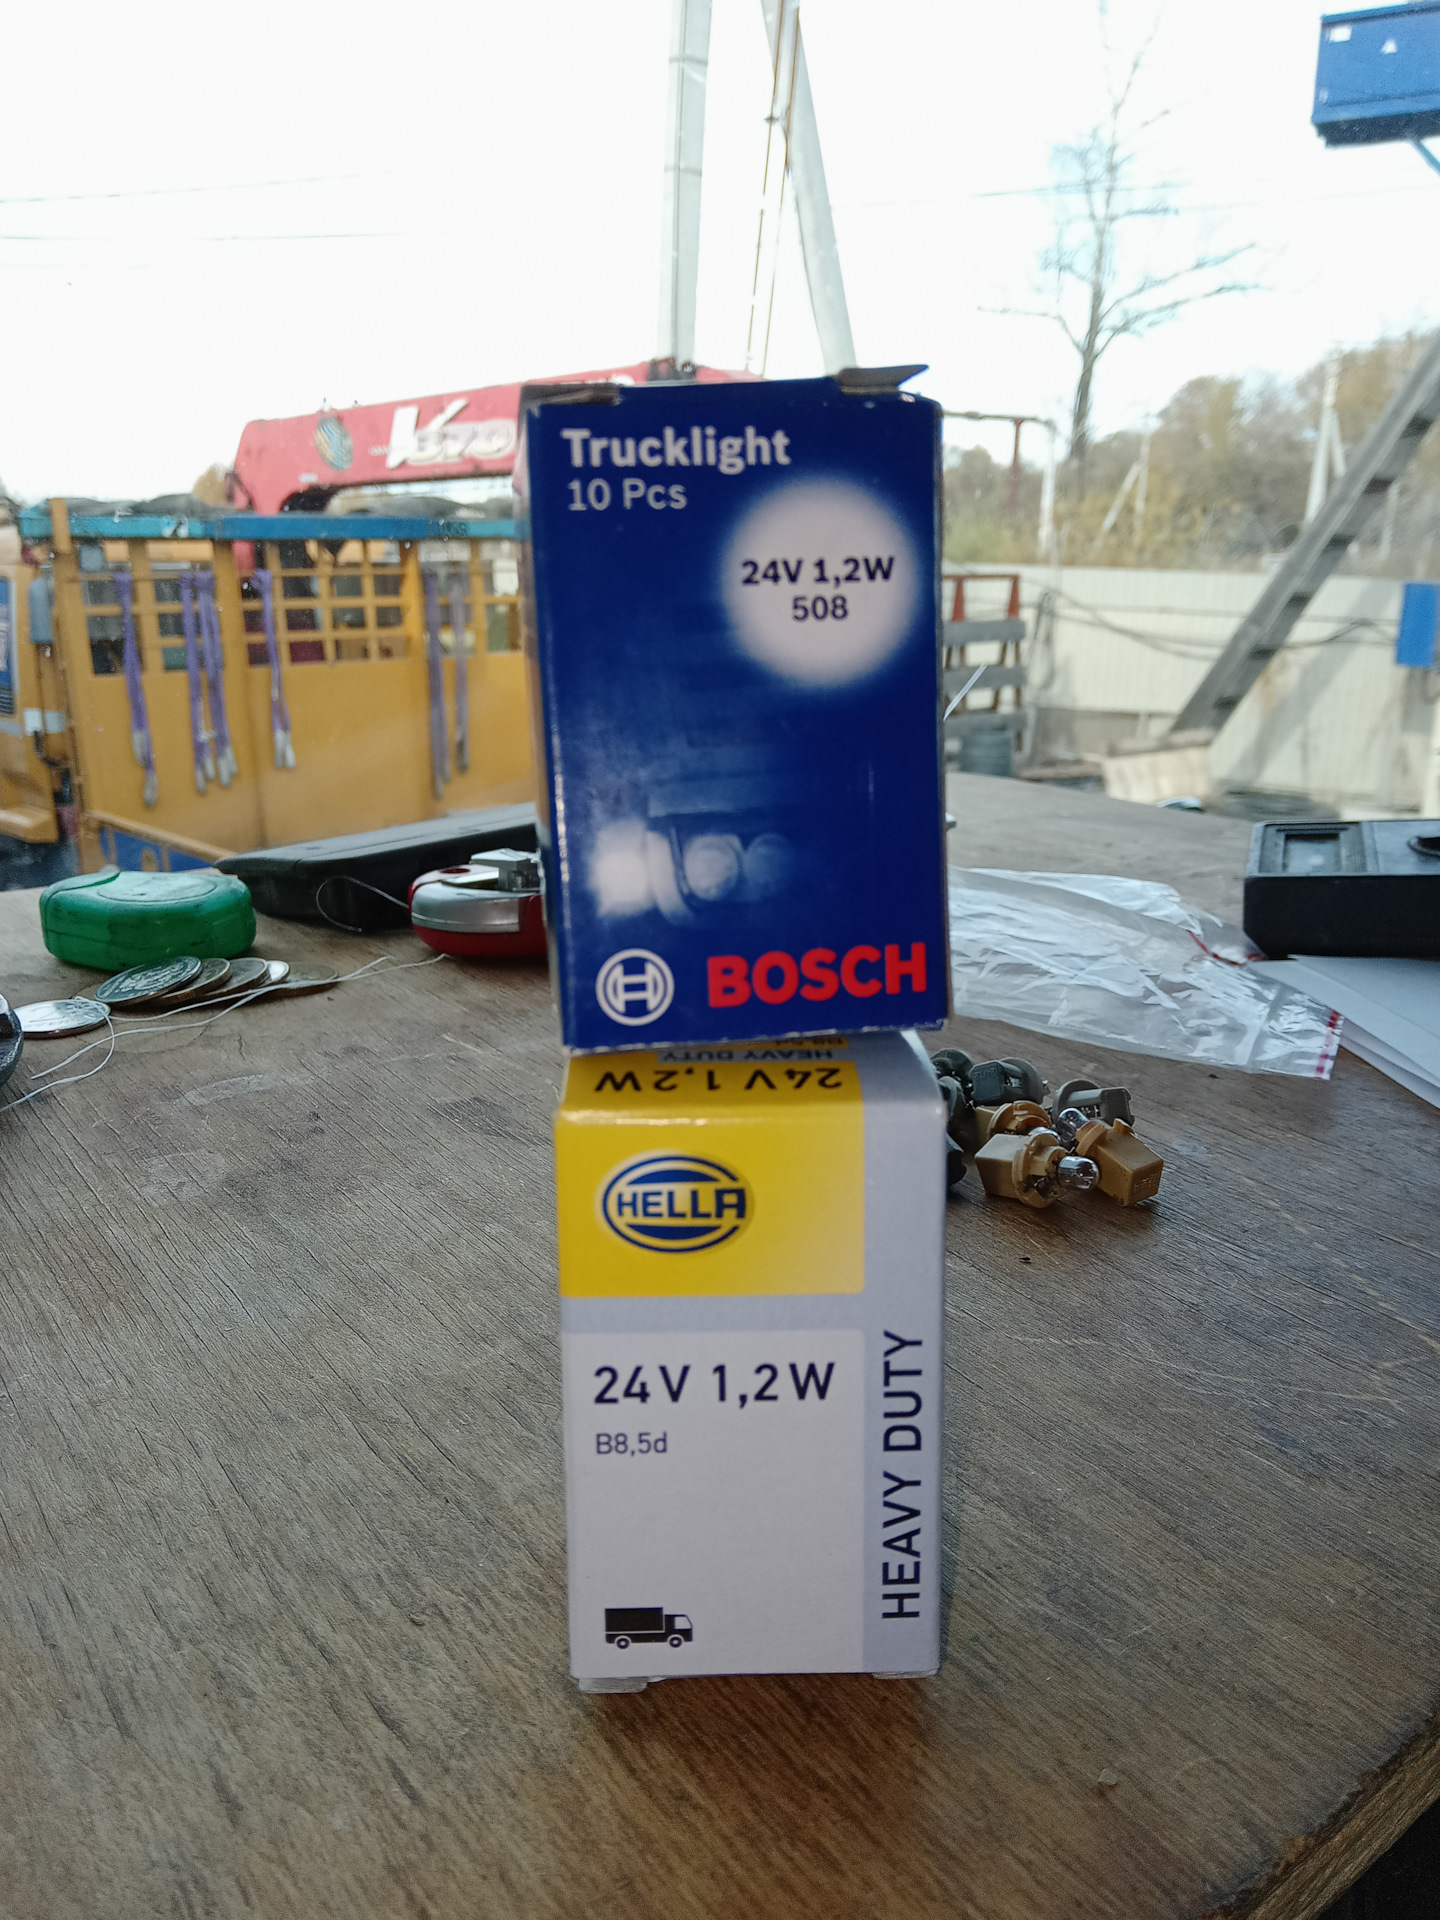 V
370
Trucklight
10 Pcs
24V 1,2W
508
BOSCH
HEAVY DUTY
24V 1,2W
HELLA
24V 1,2W
B8,5d
HEAVY DUTY